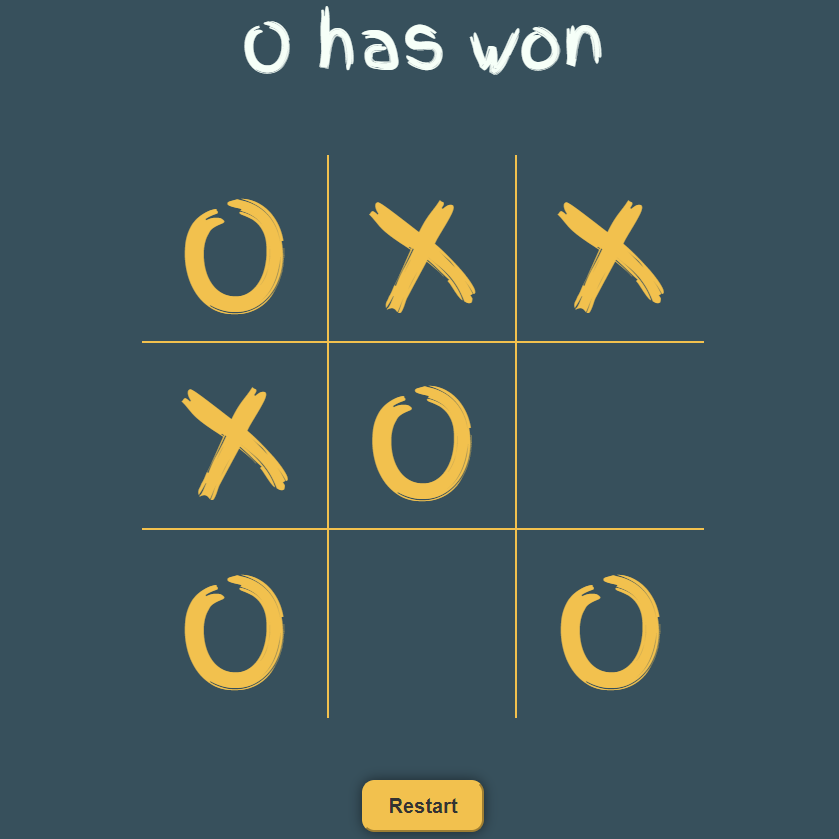 O has won
O X X
X O
O O
Restart